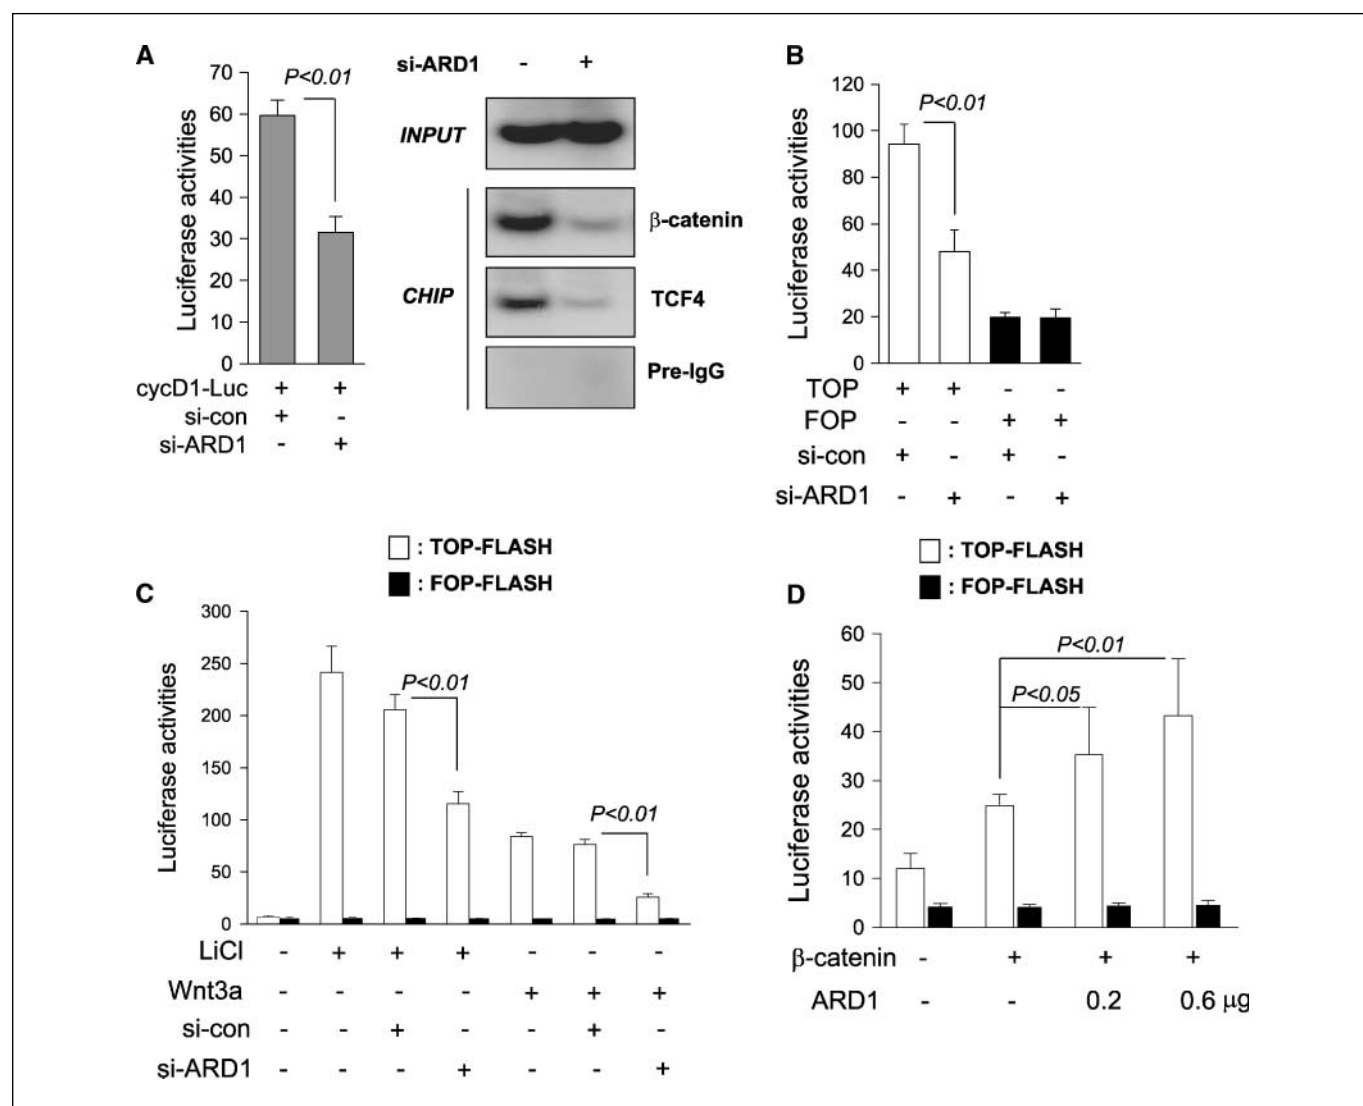 A
si-ARD1 - +
P<0.01
Luciferase activities
70
60
50
40
30
20
10
0
cycD1-Luc + +
si-con + -
si-ARD1 - +
INPUT
CHIP
β-catenin
TCF4
Pre-IgG
B
P<0.01
Luciferase activities
120
100
80
60
40
20
0
TOP + + - -
FOP - - + +
si-con + - + -
si-ARD1 - + - +
: TOP-FLASH
: FOP-FLASH
C
P<0.01
P<0.01
Luciferase activities
300
250
200
150
100
50
0
LiCl - + + + - - -
Wnt3a - - - - + + +
si-con - - + - - + -
si-ARD1 - - - + - - +
: TOP-FLASH
: FOP-FLASH
D
P<0.01
P<0.05
Luciferase activities
60
50
40
30
20
10
0
β-catenin - + + +
ARD1 - - 0.2 0.6 μg